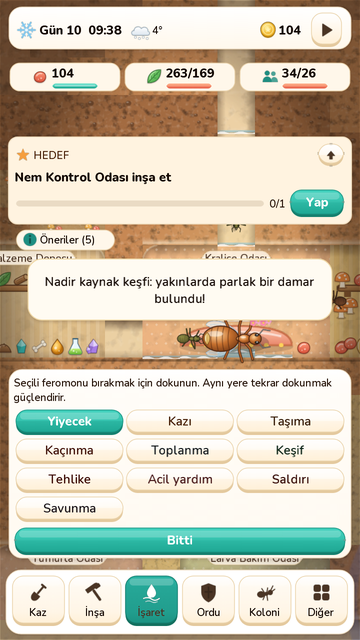 Gün 10 09:38 4° 104
104 263/169 34/26
HEDEF
Nem Kontrol Odası inşa et
0/1 Yap
Öneriler (5)
alzeme Deposu Kraliçe Odası
Nadir kaynak keşfi: yakınlarda parlak bir damar
bulundu!
Seçili feromonu bırakmak için dokunun. Aynı yere tekrar dokunmak
güçlendirir.
Yiyecek Kazı Taşıma
Kaçınma Toplanma Keşif
Tehlike Acil yardım Saldırı
Savunma
Bitti
Yumurta Odası Larva Bakım Odası
Kaz İnşa İşaret Ordu Koloni Diğer